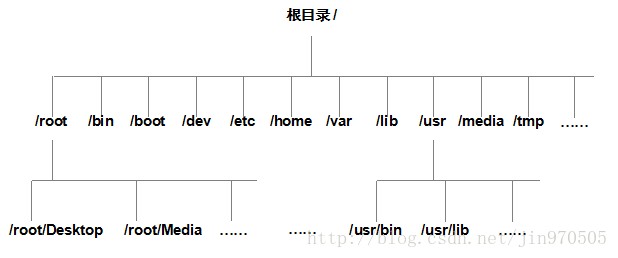 根目录/
/root /bin /boot /dev /etc /home /var /lib /usr /media /tmp ……
/root/Desktop /root/Media …… …… /usr/bin /usr/lib ……
http://blog.csdn.net/jin970505